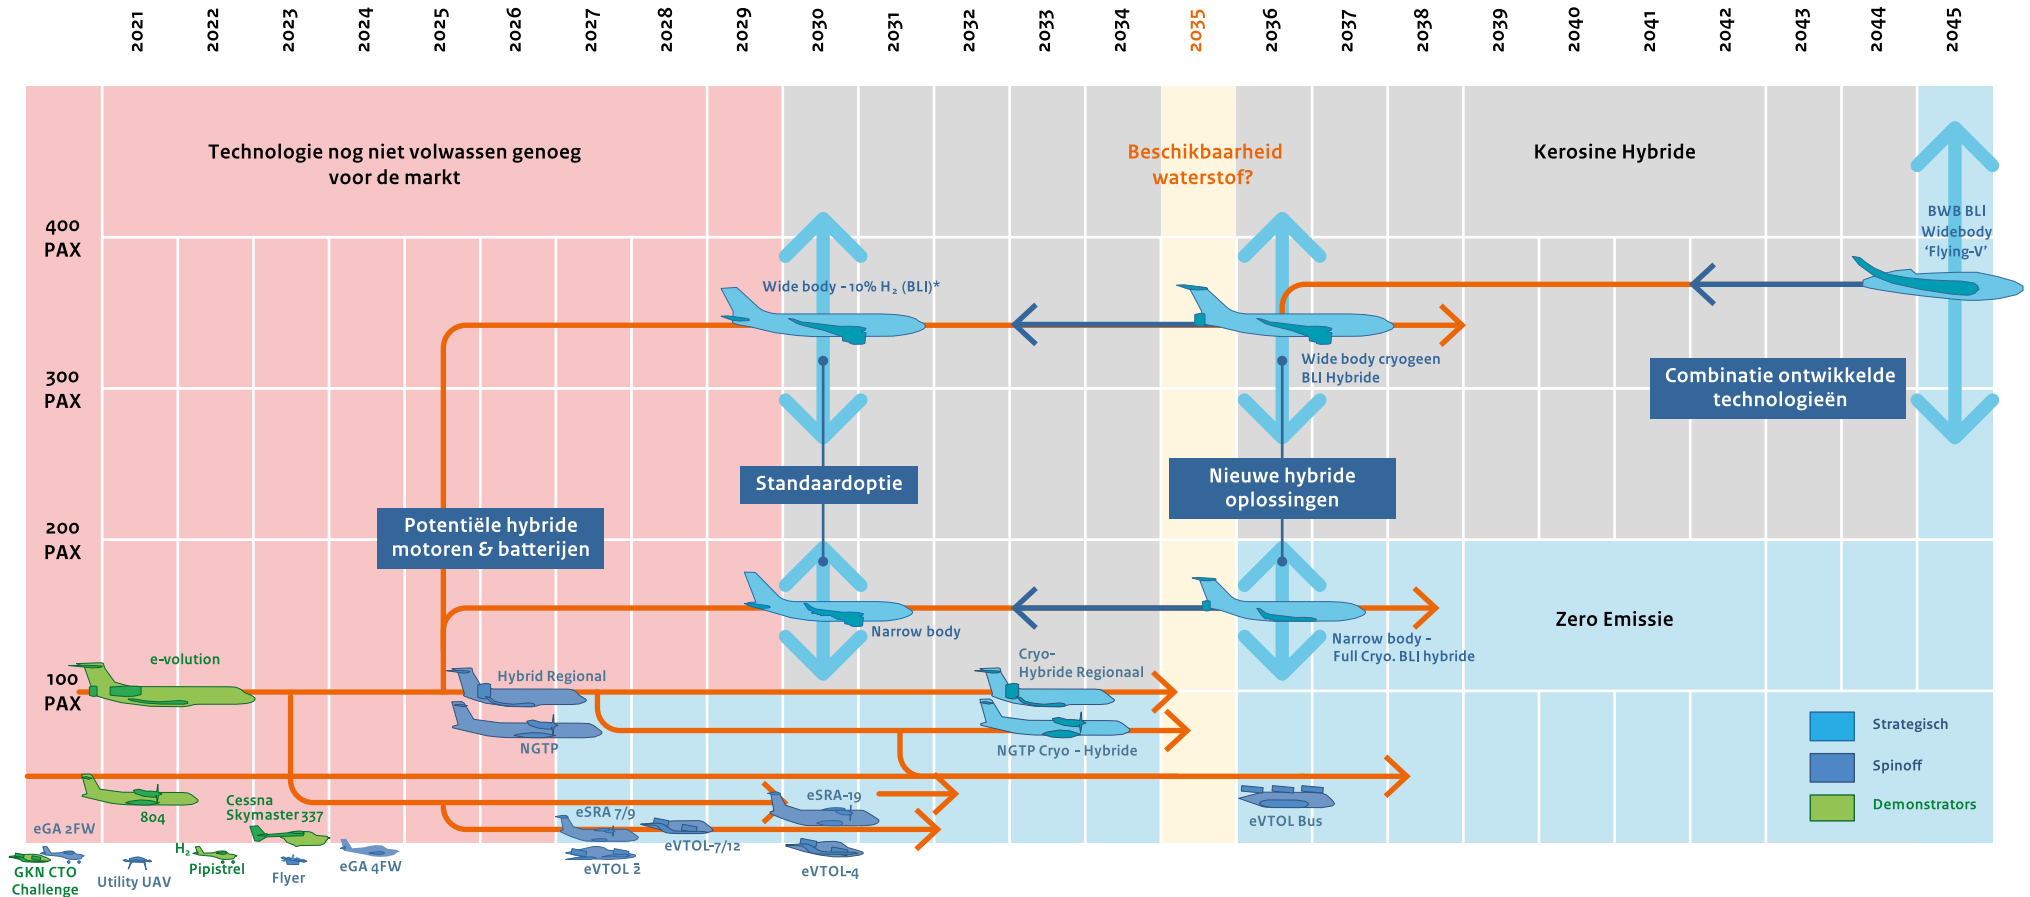 2021 2022 2023 2024 2025 2026 2027 2028 2029 2030 2031 2032 2033 2034 2035 2036 2037 2038 2039 2040 2041 2042 2043 2044 2045
Technologie nog niet volwassen genoeg
voor de markt
Beschikbaarheid
waterstof?
Kerosine Hybride
400
PAX
BWB BLI
Widebody
‘Flying-V’
Wide body - 10% H₂ (BLI)*
Wide body cryogeen
BLI Hybride
300
PAX
Combinatie ontwikkelde
technologieën
Standaardoptie
Nieuwe hybride
oplossingen
Potentiële hybride
motoren & batterijen
200
PAX
Zero Emissie
Narrow body
Narrow body -
Full Cryo. BLI hybride
e-volution
100
PAX
Hybrid Regional
Cryo-
Hybride Regionaal
NGTP
NGTP Cryo - Hybride
Strategisch
Spinoff
Demonstrators
804
Cessna
Skymaster 337
eSRA 7/9
eSRA-19
eVTOL Bus
eGA 2FW
H₂
Pipistrel
eVTOL-7/12
GKN CTO
Challenge
Utility UAV
Flyer
eGA 4FW
eVTOL 2
eVTOL-4